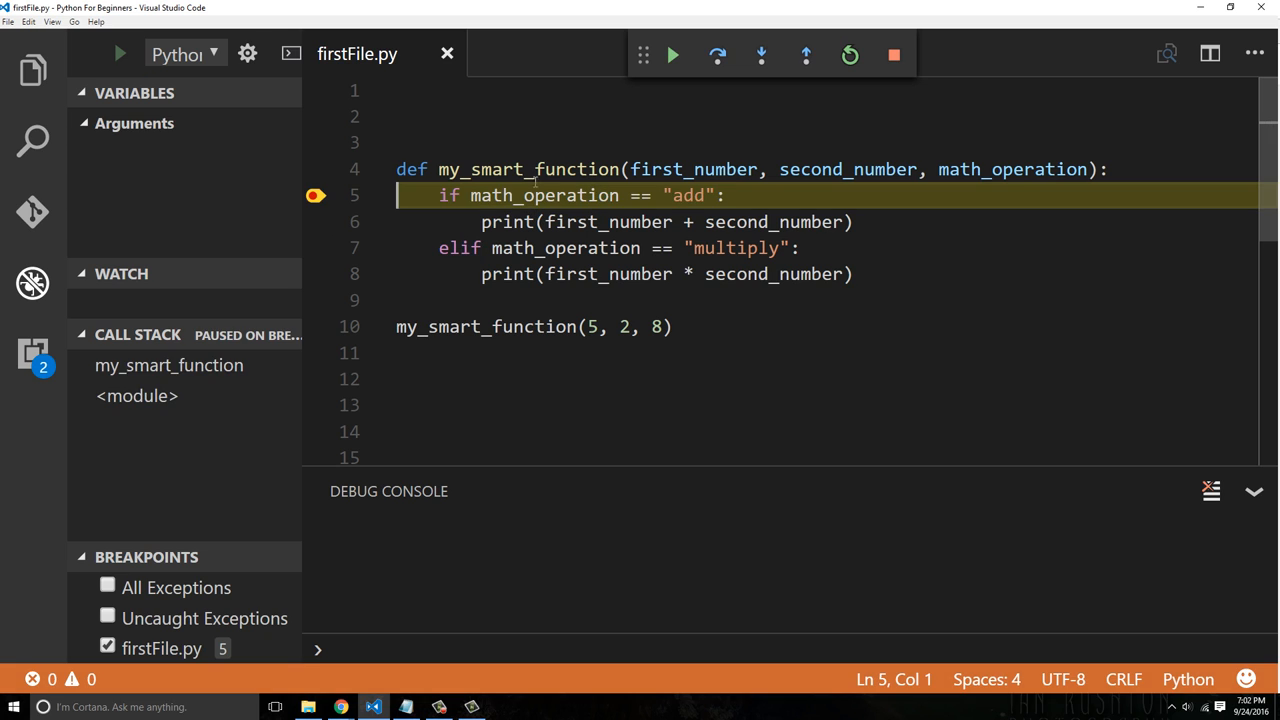 firstFile.py - Python For Beginners - Visual Studio Code
File Edit View Go Help
Pythoi
firstFile.py
VARIABLES
Arguments
WATCH
CALL STACK PAUSED ON BRE...
my_smart_function
<module>
2
BREAKPOINTS
All Exceptions
Uncaught Exceptions
firstFile.py 5
1
2
3
4 def my_smart_function(first_number, second_number, math_operation):
5 if math_operation == "add":
6 print(first_number + second_number)
7 elif math_operation == "multiply":
8 print(first_number * second_number)
9
10 my_smart_function(5, 2, 8)
11
12
13
14
15
DEBUG CONSOLE
0 0 Ln 5, Col 1 Spaces: 4 UTF-8 CRLF Python
I'm Cortana. Ask me anything.
7:02 PM
9/24/2016